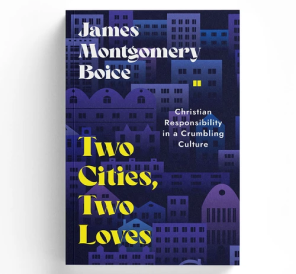 James
Montgomery
Boice
Christian
Responsibility
in a Crumbling
Culture
Two
Cities,
Two
Loves